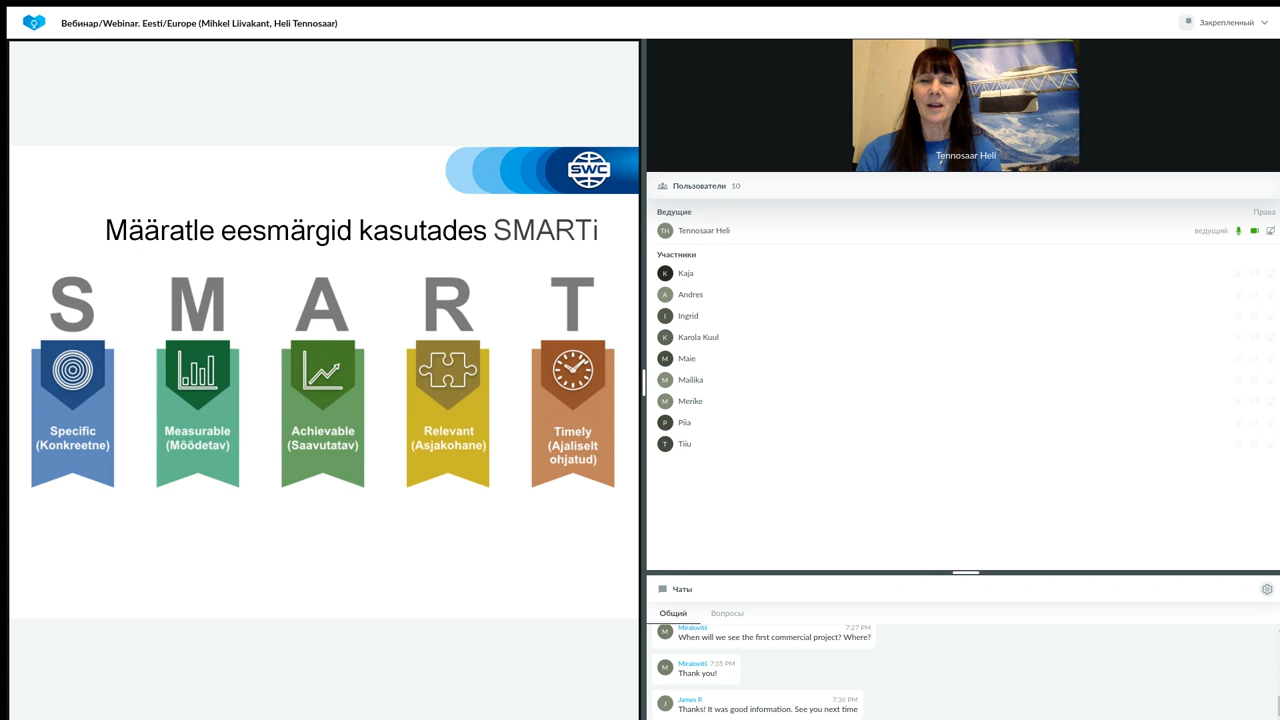 Вебинар/Webinar. Eesti/Europe (Mihkel Liivakant, Heli Tennosaar)
Закрепленный
SWC
Määratle eesmärgid kasutades SMARTi
S M A R T
Specific
(Konkreetne)
Measurable
(Möödetav)
Achievable
(Saavutatav)
Relevant
(Asjakohane)
Timely
(Ajaliselt
ohjatud)
Tennosaar Heli
Пользователи 10
Ведущие Права
TH Tennosaar Heli ведущий
Участники
K Kaja
A Andres
I Ingrid
K Karola Kuul
M Maie
M Mailika
M Merike
P Piia
T Tiiu
Чаты
Общий Вопросы
Miralovitš 7:27 PM
M When will we see the first commercial project? Where?
Miralovitš 7:35 PM
M Thank you!
James P. 7:36 PM
J Thanks! It was good information. See you next time